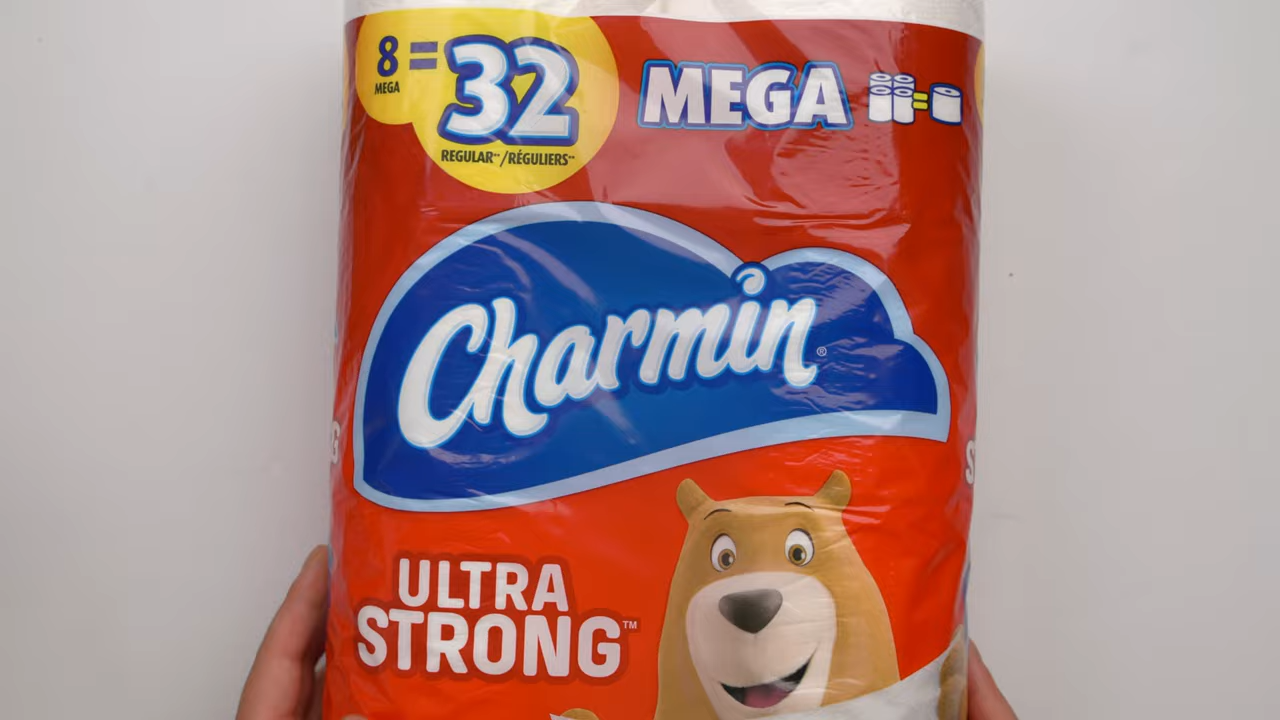 8 = 32
MEGA
REGULAR**/RÉGULIERS**
MEGA
Charmin®
ULTRA
STRONG™
G
S